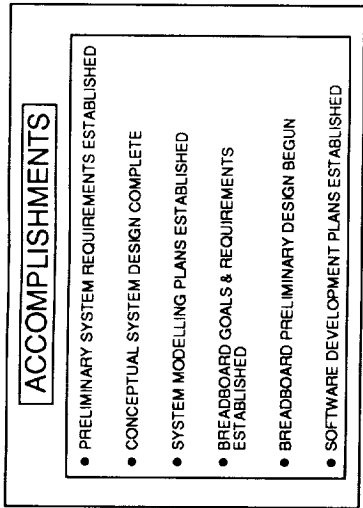 ACCOMPLISHMENTS
● PRELIMINARY SYSTEM REQUIREMENTS ESTABLISHED
● CONCEPTUAL SYSTEM DESIGN COMPLETE
● SYSTEM MODELLING PLANS ESTABLISHED
● BREADBOARD GOALS & REQUIREMENTS
ESTABLISHED
● BREADBOARD PRELIMINARY DESIGN BEGUN
● SOFTWARE DEVELOPMENT PLANS ESTABLISHED